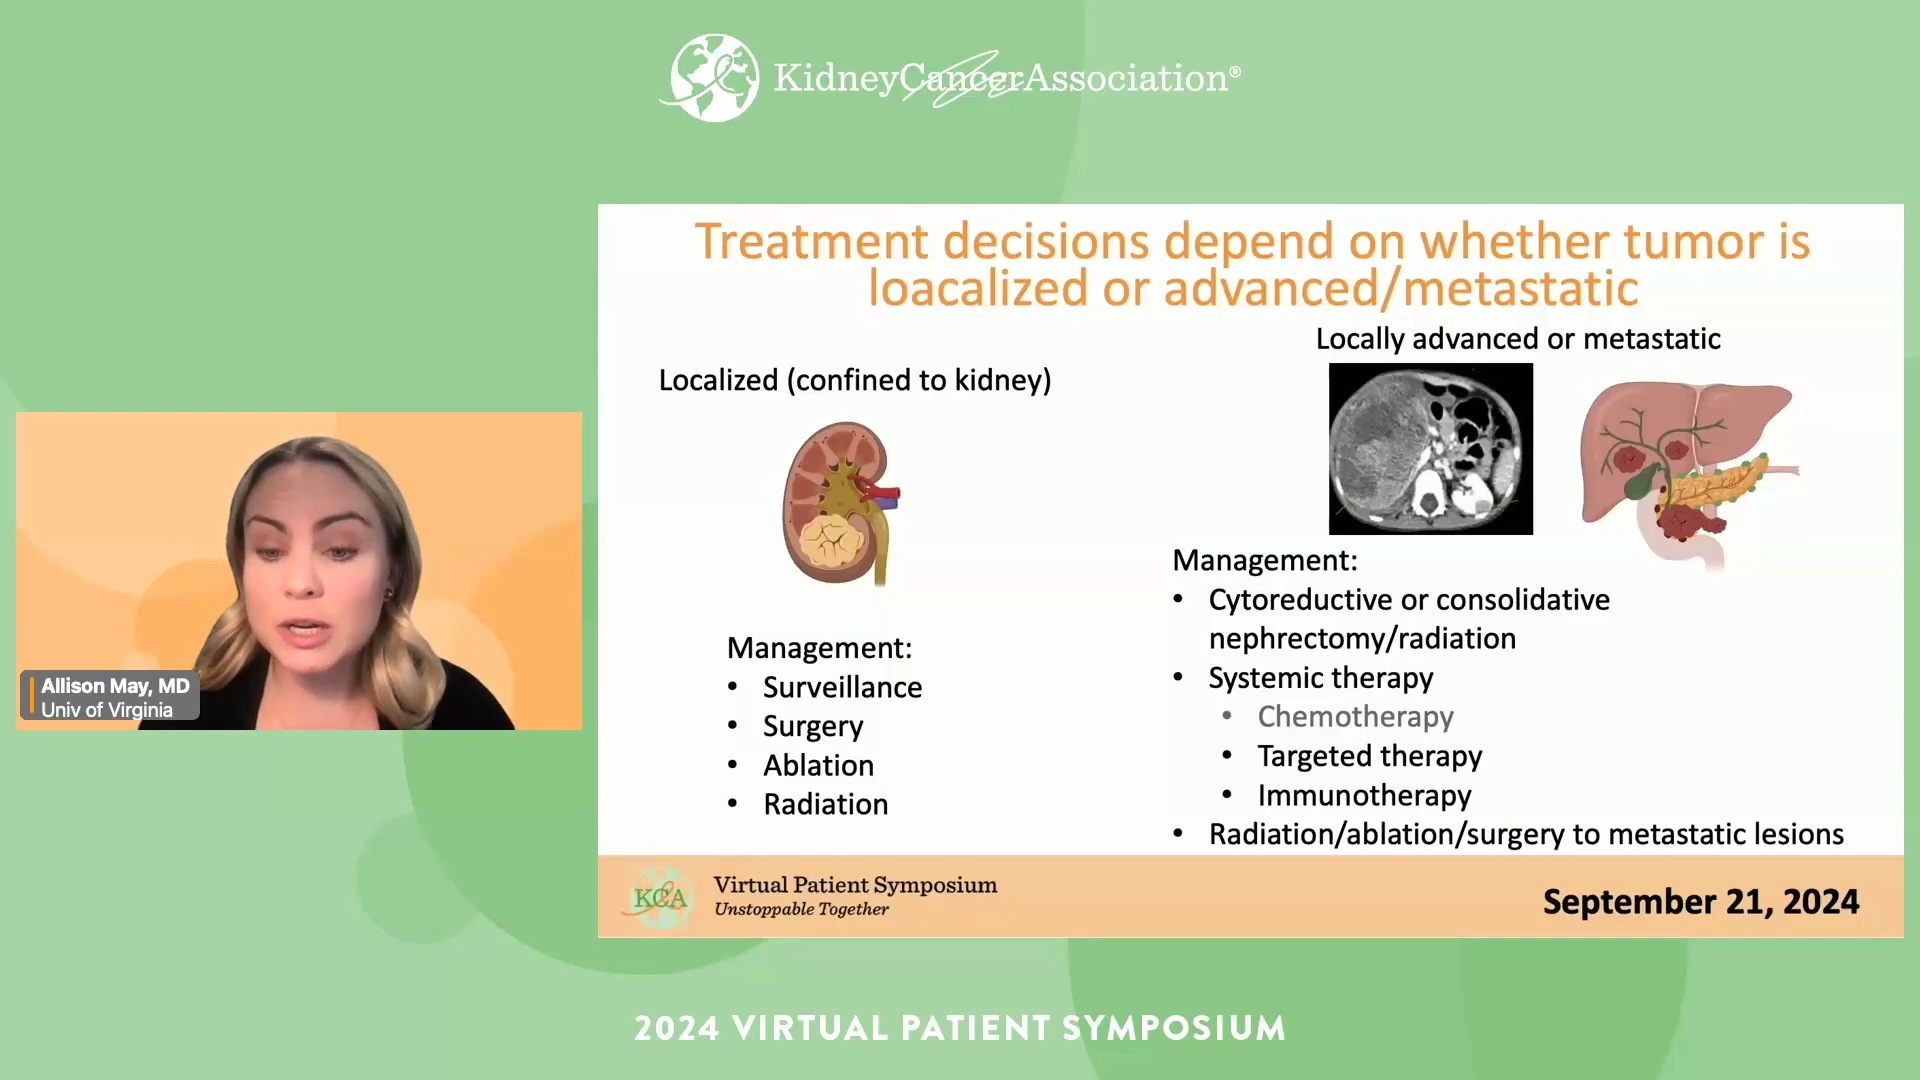 KidneyCancerAssociation®
Treatment decisions depend on whether tumor is
loacalized or advanced/metastatic
Localized (confined to kidney)
Management:
• Surveillance
• Surgery
• Ablation
• Radiation
Locally advanced or metastatic
Management:
• Cytoreductive or consolidative
nephrectomy/radiation
• Systemic therapy
• Chemotherapy
• Targeted therapy
• Immunotherapy
• Radiation/ablation/surgery to metastatic lesions
Allison May, MD
Univ of Virginia
KCA
Virtual Patient Symposium
Unstoppable Together
September 21, 2024
2024 VIRTUAL PATIENT SYMPOSIUM